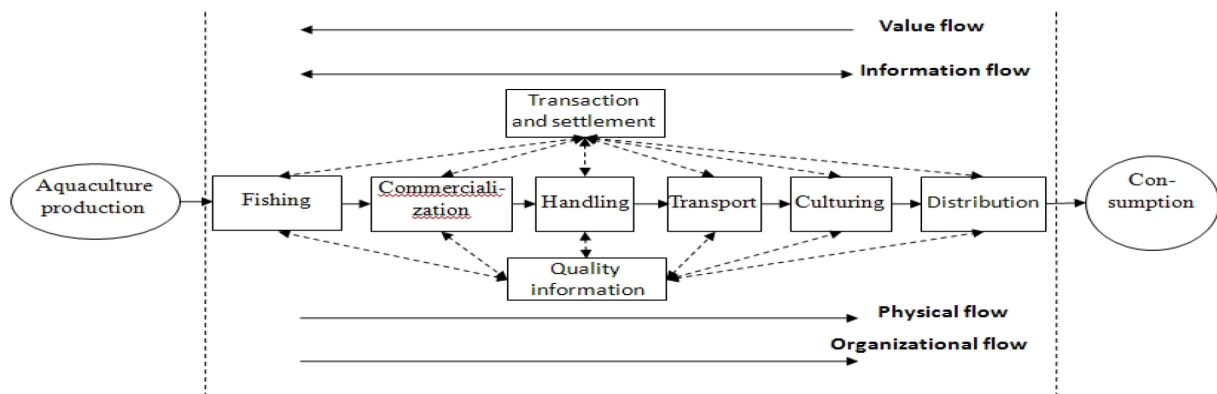 Value flow
Information flow
Transaction
and settlement
Aquaculture
production
Fishing
Commerciali-
zation
Handling
Transport
Culturing
Distribution
Con-
sumption
Quality
information
Physical flow
Organizational flow